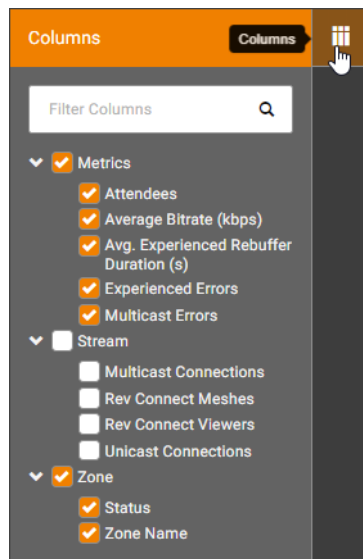 Columns
Columns
Filter Columns
Metrics
Attendees
Average Bitrate (kbps)
Avg. Experienced Rebuffer
Duration (s)
Experienced Errors
Multicast Errors
Stream
Multicast Connections
Rev Connect Meshes
Rev Connect Viewers
Unicast Connections
Zone
Status
Zone Name